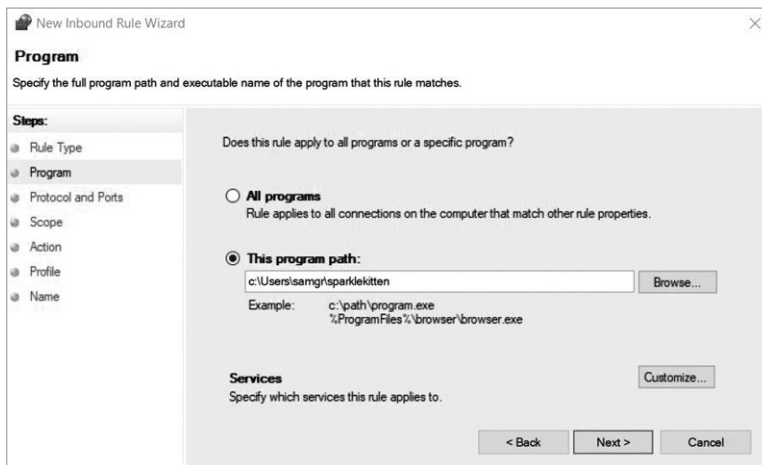 New Inbound Rule Wizard
Program
Specify the full program path and executable name of the program that this rule matches.
Steps:
Rule Type
Program
Protocol and Ports
Scope
Action
Profile
Name
Does this rule apply to all programs or a specific program?
All programs
Rule applies to all connections on the computer that match other rule properties.
This program path:
c:\Users\samgr\sparklekitten
Browse...
Example: c:\path\program.exe
%ProgramFiles%\browser\browser.exe
Services
Specify which services this rule applies to.
Customize...
< Back Next > Cancel